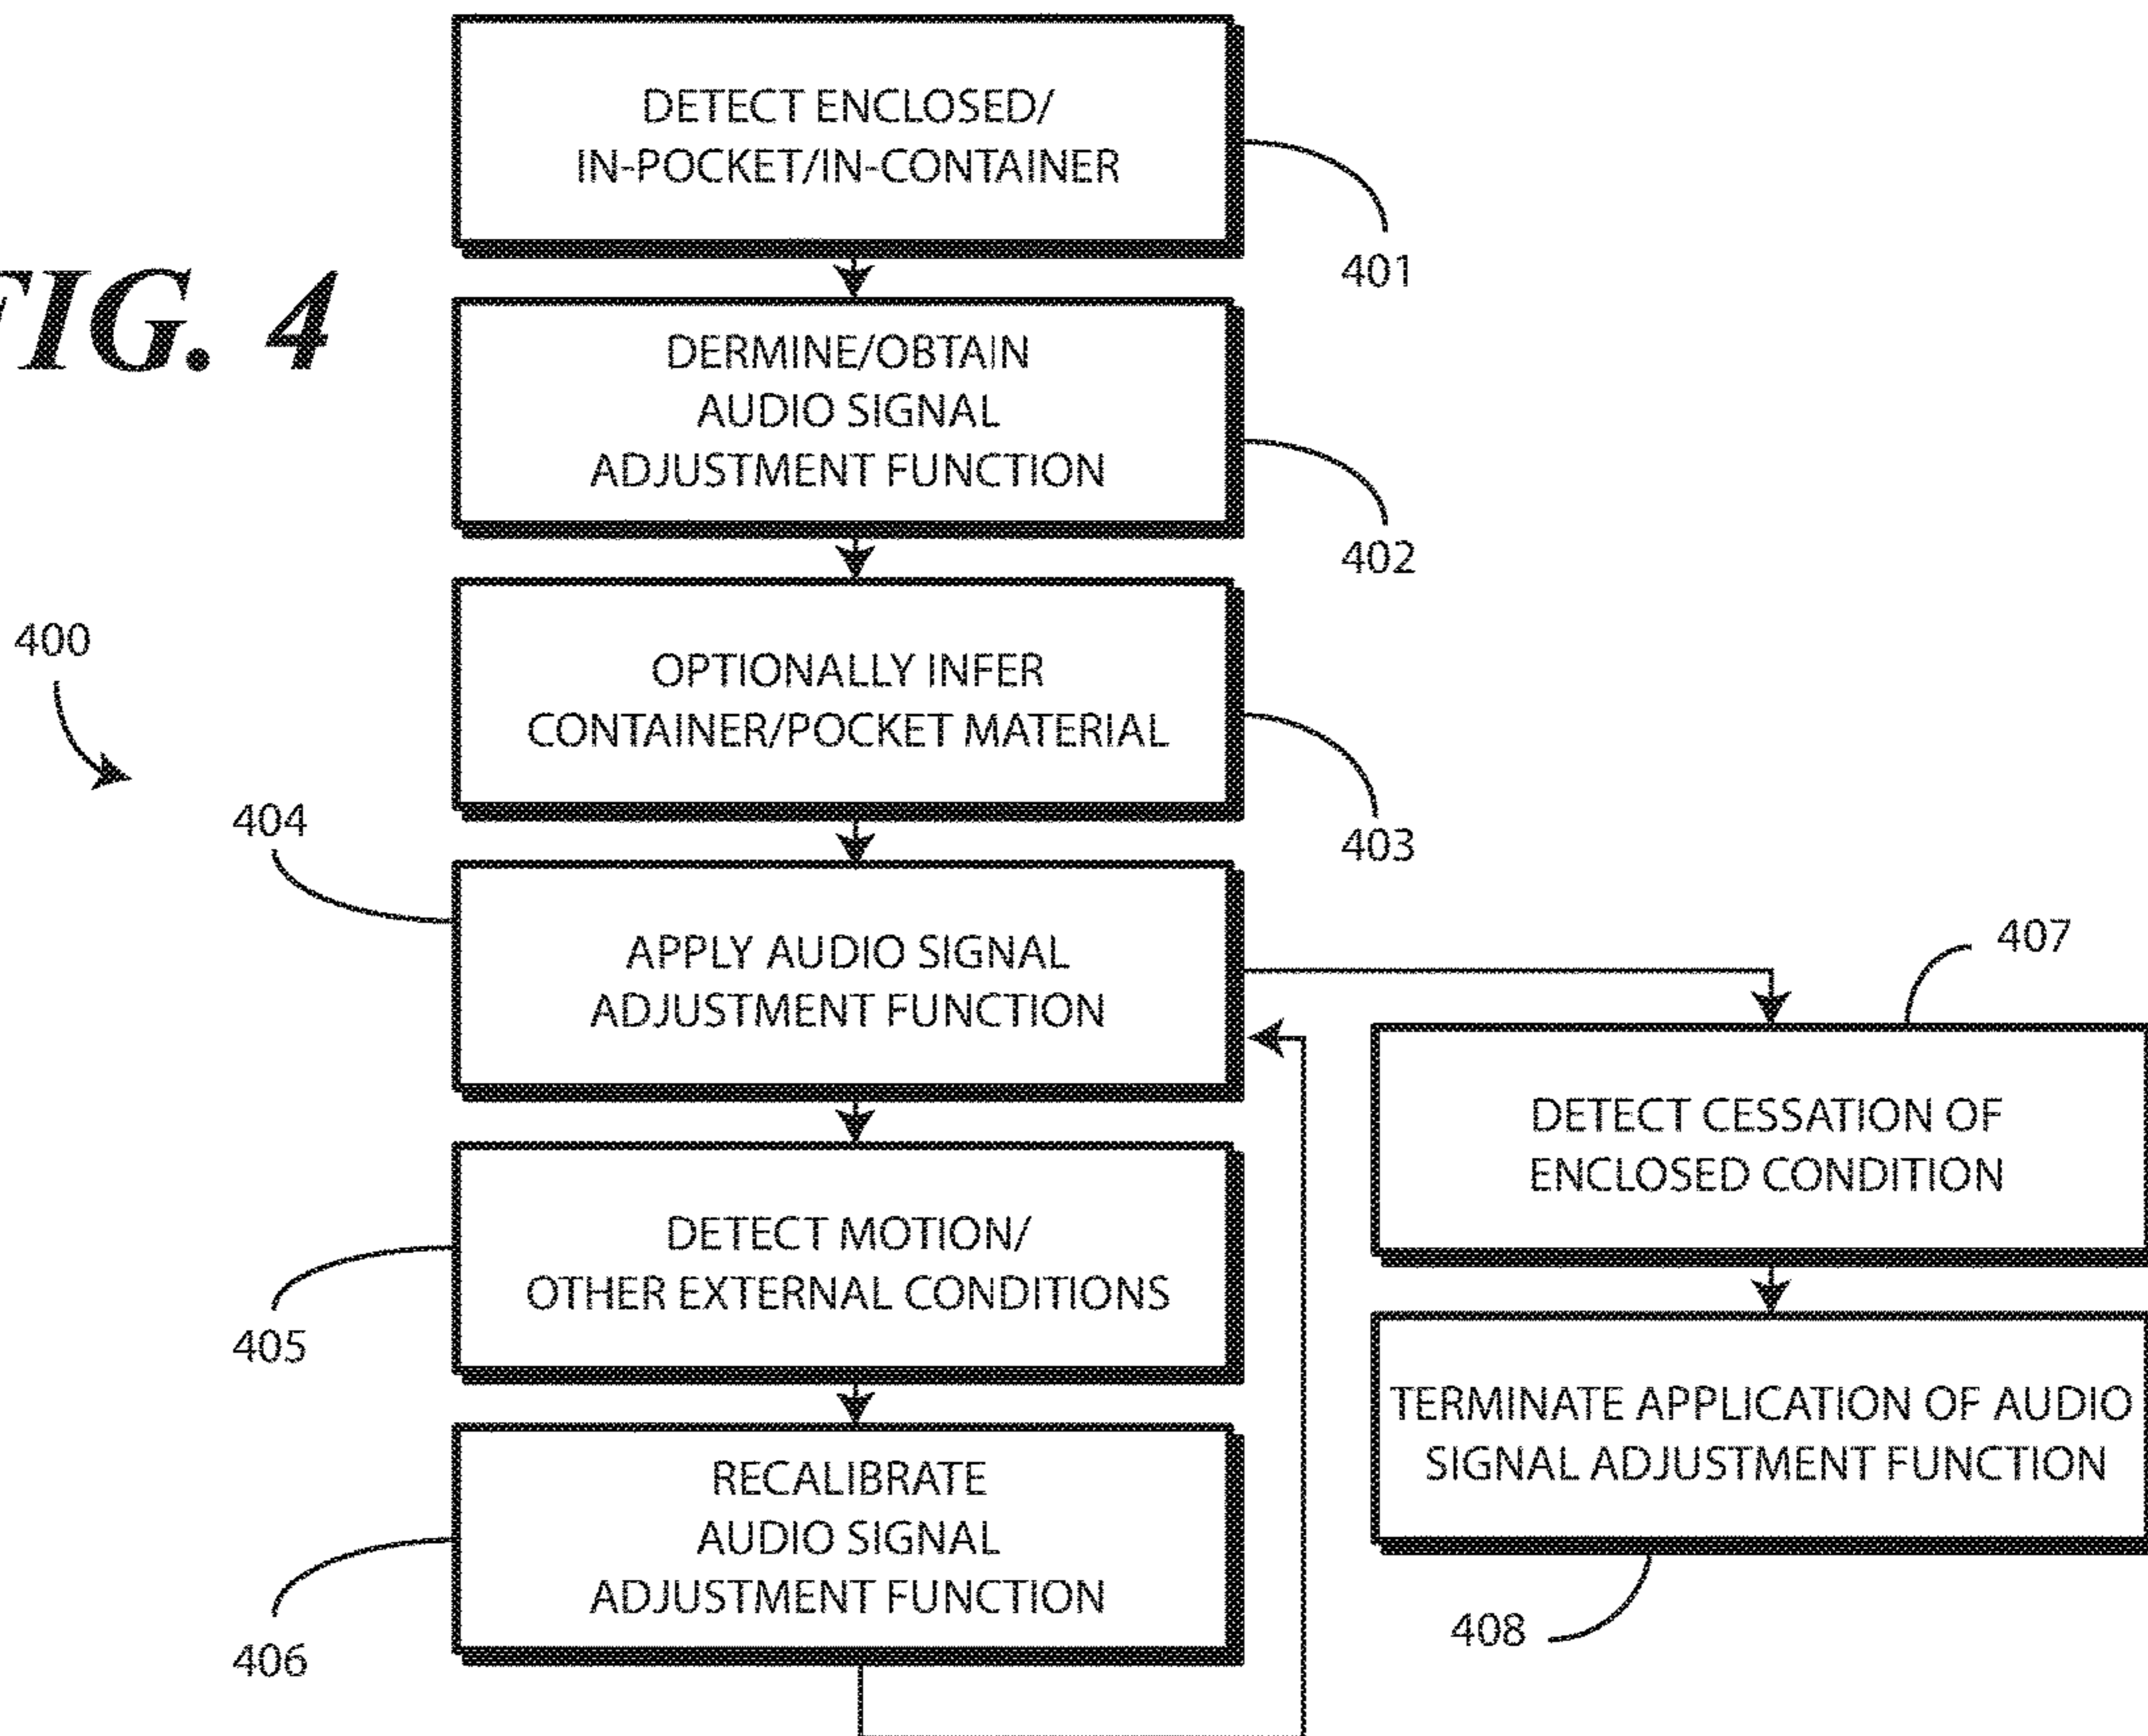 FIG. 4
400
DETECT ENCLOSED/
IN-POCKET/IN-CONTAINER
401
DERMINE/OBTAIN
AUDIO SIGNAL
ADJUSTMENT FUNCTION
402
OPTIONALLY INFER
CONTAINER/POCKET MATERIAL
403
404
APPLY AUDIO SIGNAL
ADJUSTMENT FUNCTION
DETECT MOTION/
OTHER EXTERNAL CONDITIONS
405
RECALIBRATE
AUDIO SIGNAL
ADJUSTMENT FUNCTION
406
407
DETECT CESSATION OF
ENCLOSED CONDITION
TERMINATE APPLICATION OF AUDIO
SIGNAL ADJUSTMENT FUNCTION
408